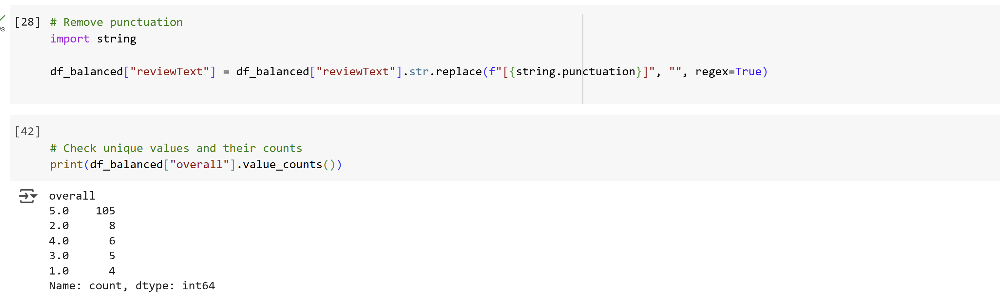 [28] # Remove punctuation
import string
df_balanced["reviewText"] = df_balanced["reviewText"].str.replace(f"[{string.punctuation}]", "", regex=True)
[42]
# Check unique values and their counts
print(df_balanced["overall"].value_counts())
overall
5.0    105
2.0      8
4.0      6
3.0      5
1.0      4
Name: count, dtype: int64